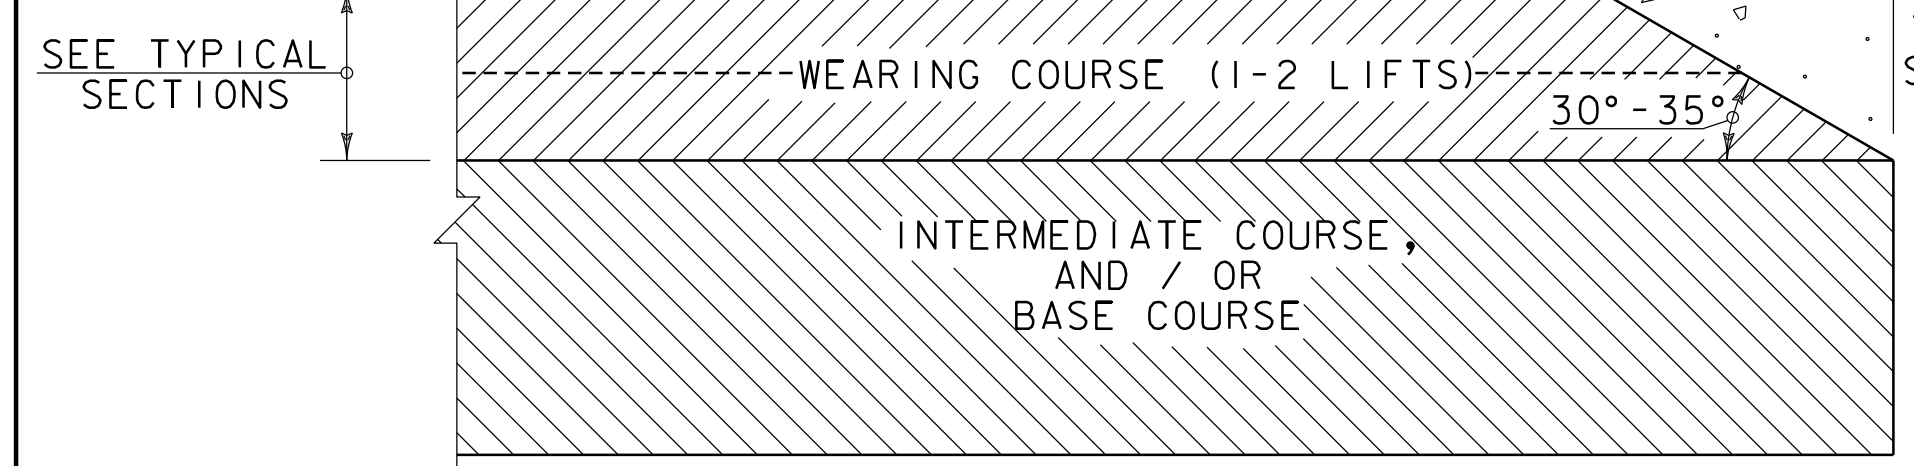 SEE TYPICAL
SECTIONS
WEARING COURSE (1-2 LIFTS)
30°-35°
INTERMEDIATE COURSE,
AND / OR
BASE COURSE